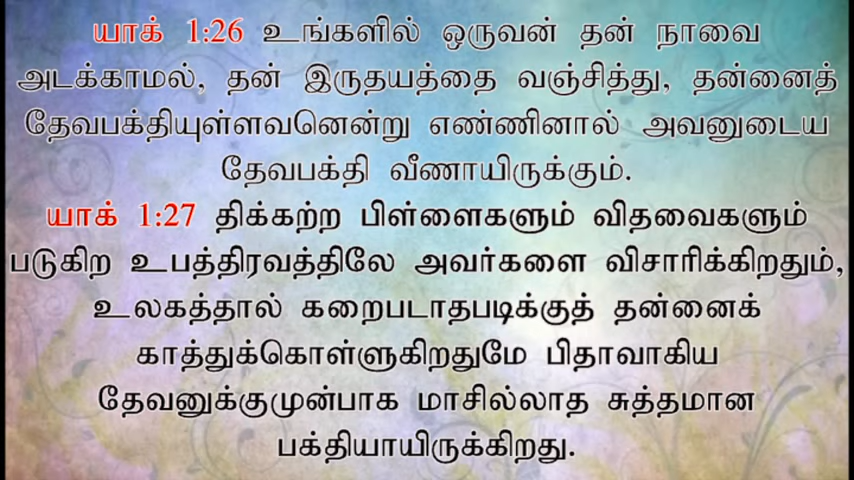 யாக் 1:26 உங்களில் ஒருவன் தன் நாவை
அடக்காமல், தன் இருதயத்தை வஞ்சித்து, தன்னைத்
தேவபக்தியுள்ளவனென்று எண்ணினால் அவனுடைய
தேவபக்தி வீணாயிருக்கும்.
யாக் 1:27 திக்கற்ற பிள்ளைகளும் விதவைகளும்
படுகிற உபத்திரவத்திலே அவர்களை விசாரிக்கிறதும்,
உலகத்தால் கறைபடாதபடிக்குத் தன்னைக்
காத்துக்கொள்ளுகிறதுமே பிதாவாகிய
தேவனுக்குமுன்பாக மாசில்லாத சுத்தமான
பக்தியாயிருக்கிறது.